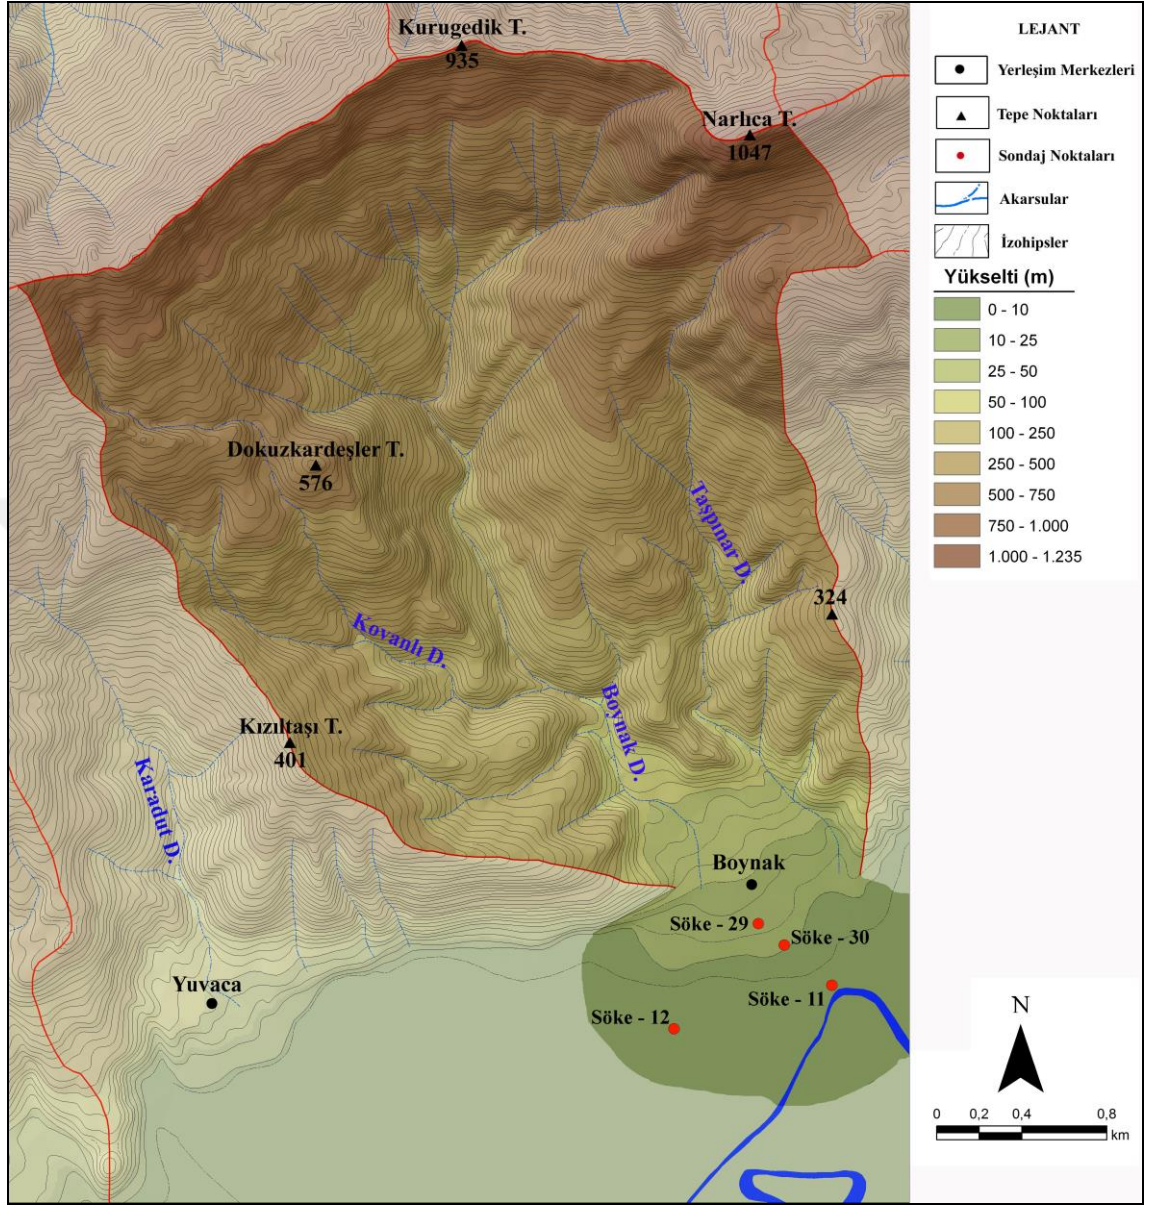 Kurugedik T.
935
Narlıca T.
1047
Dokuzkardeşler T.
576
Taşpınar D.
324
Kovanlı D.
Boynak D.
Kızıltaşı T.
401
Karadut D.
Boynak
Söke - 29
Söke - 30
Söke - 11
Söke - 12
Yuvaca
LEJANT
Yerleşim Merkezleri
Tepe Noktaları
Sondaj Noktaları
Akarsular
İzohipsler
Yükselti (m)
0 - 10
10 - 25
25 - 50
50 - 100
100 - 250
250 - 500
500 - 750
750 - 1.000
1.000 - 1.235
N
0 0,2 0,4 0,8
km